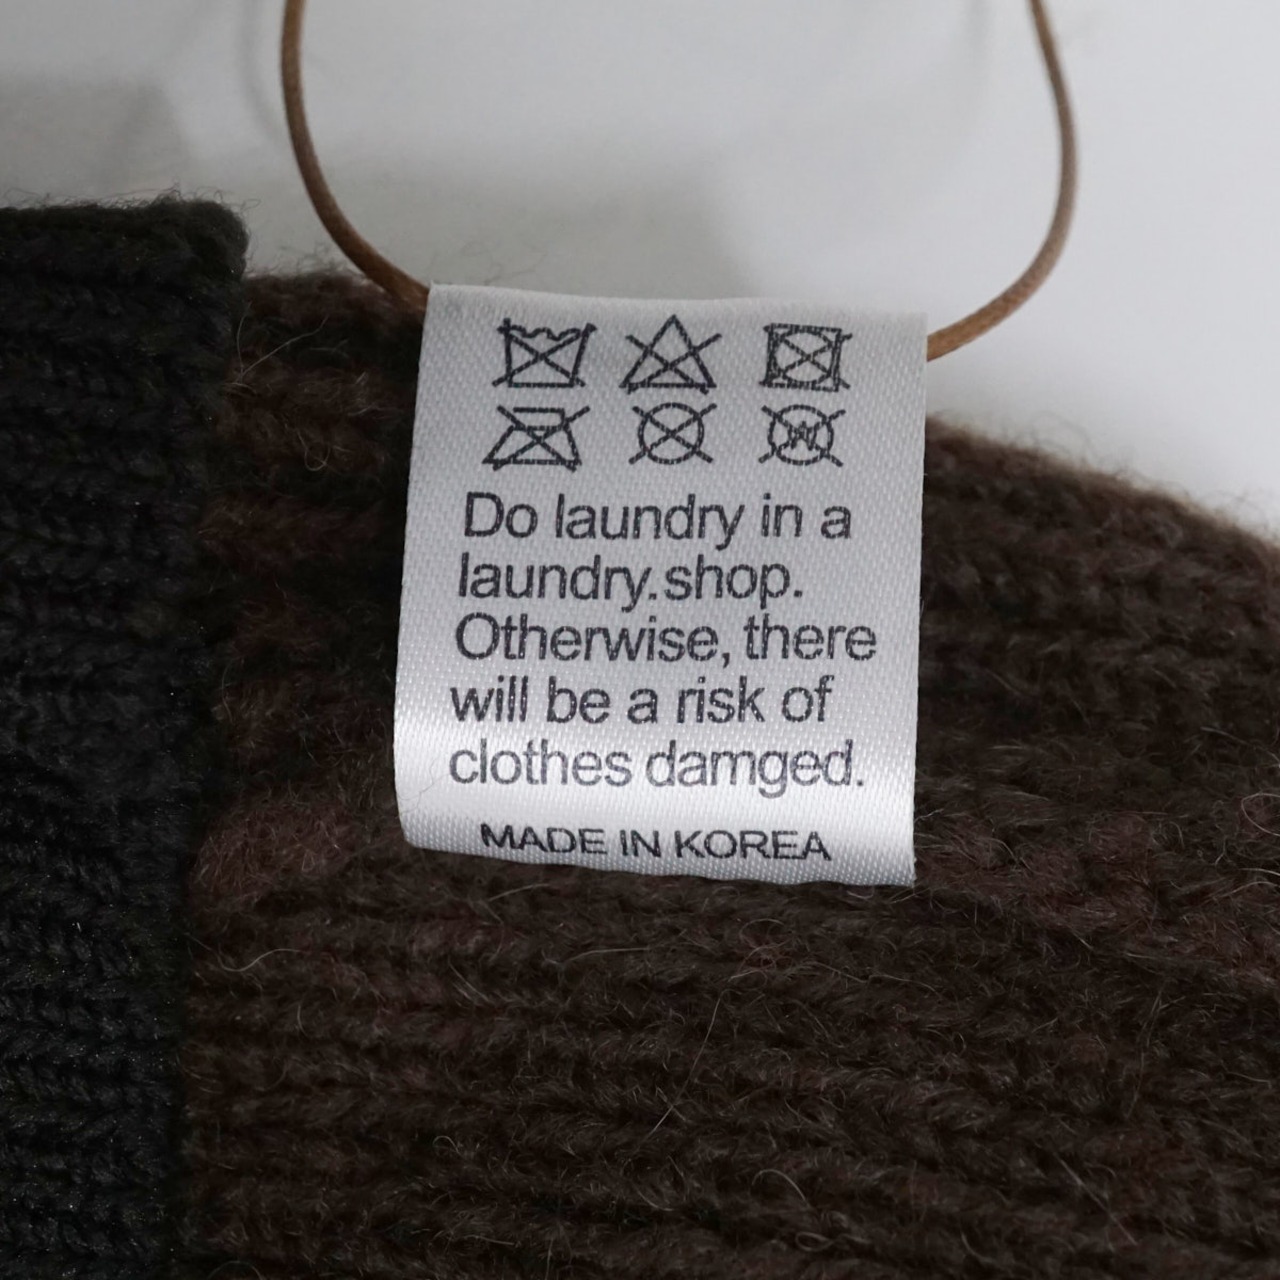 Do laundry in a
laundry.shop.
Otherwise, there
will be a risk of
clothes damged.
MADE IN KOREA